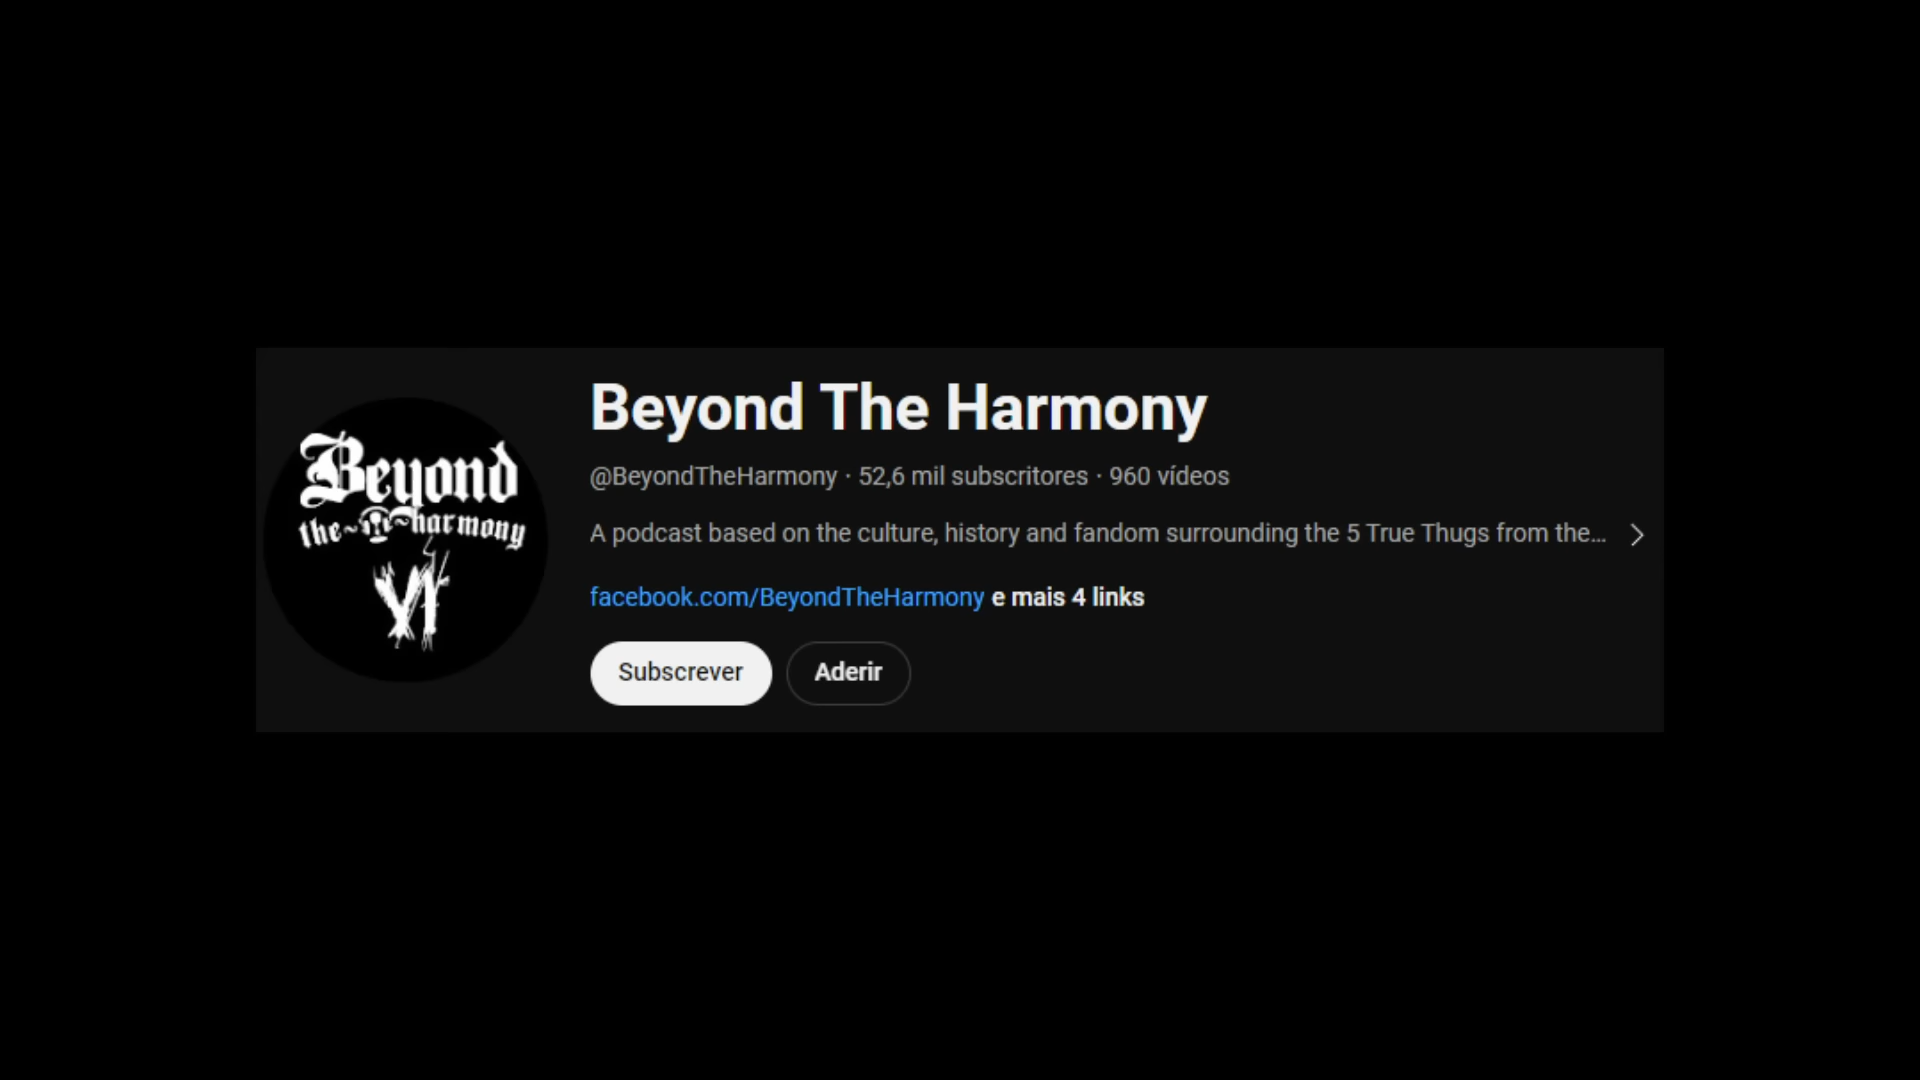 Beyond
the harmony
VI
Beyond The Harmony
@BeyondTheHarmony · 52,6 mil subscritores · 960 vídeos
A podcast based on the culture, history and fandom surrounding the 5 True Thugs from the...
facebook.com/BeyondTheHarmony e mais 4 links
Subscrever
Aderir